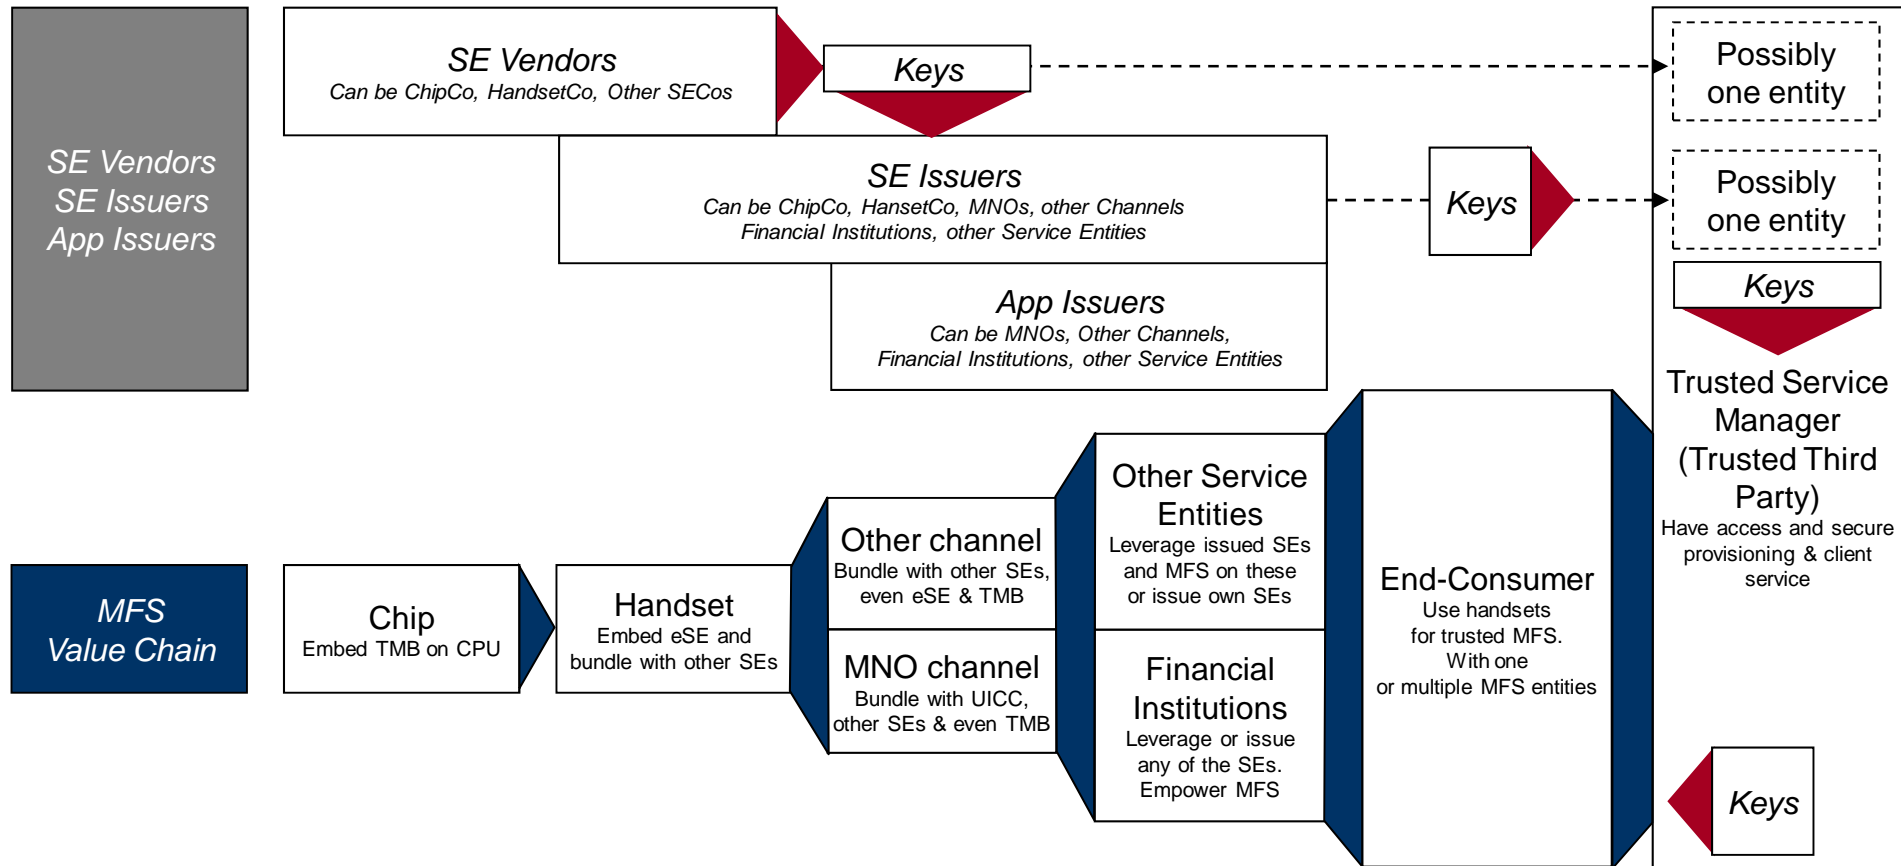 SE Vendors
SE Issuers
App Issuers
SE Vendors
Can be ChipCo, HandsetCo, Other SECos
Keys
Possibly
one entity
SE Issuers
Can be ChipCo, HansetCo, MNOs, other Channels
Financial Institutions, other Service Entities
Keys
Possibly
one entity
App Issuers
Can be MNOs, Other Channels,
Financial Institutions, other Service Entities
Keys
Trusted Service
Manager
(Trusted Third
Party)
Have access and secure
provisioning & client
service
MFS
Value Chain
Chip
Embed TMB on CPU
Handset
Embed eSE and
bundle with other SEs
Other channel
Bundle with other SEs,
even eSE & TMB
MNO channel
Bundle with UICC,
other SEs & even TMB
Other Service
Entities
Leverage issued SEs
and MFS on these
or issue own SEs
Financial
Institutions
Leverage or issue
any of the SEs.
Empower MFS
End-Consumer
Use handsets
for trusted MFS.
With one
or multiple MFS entities
Keys